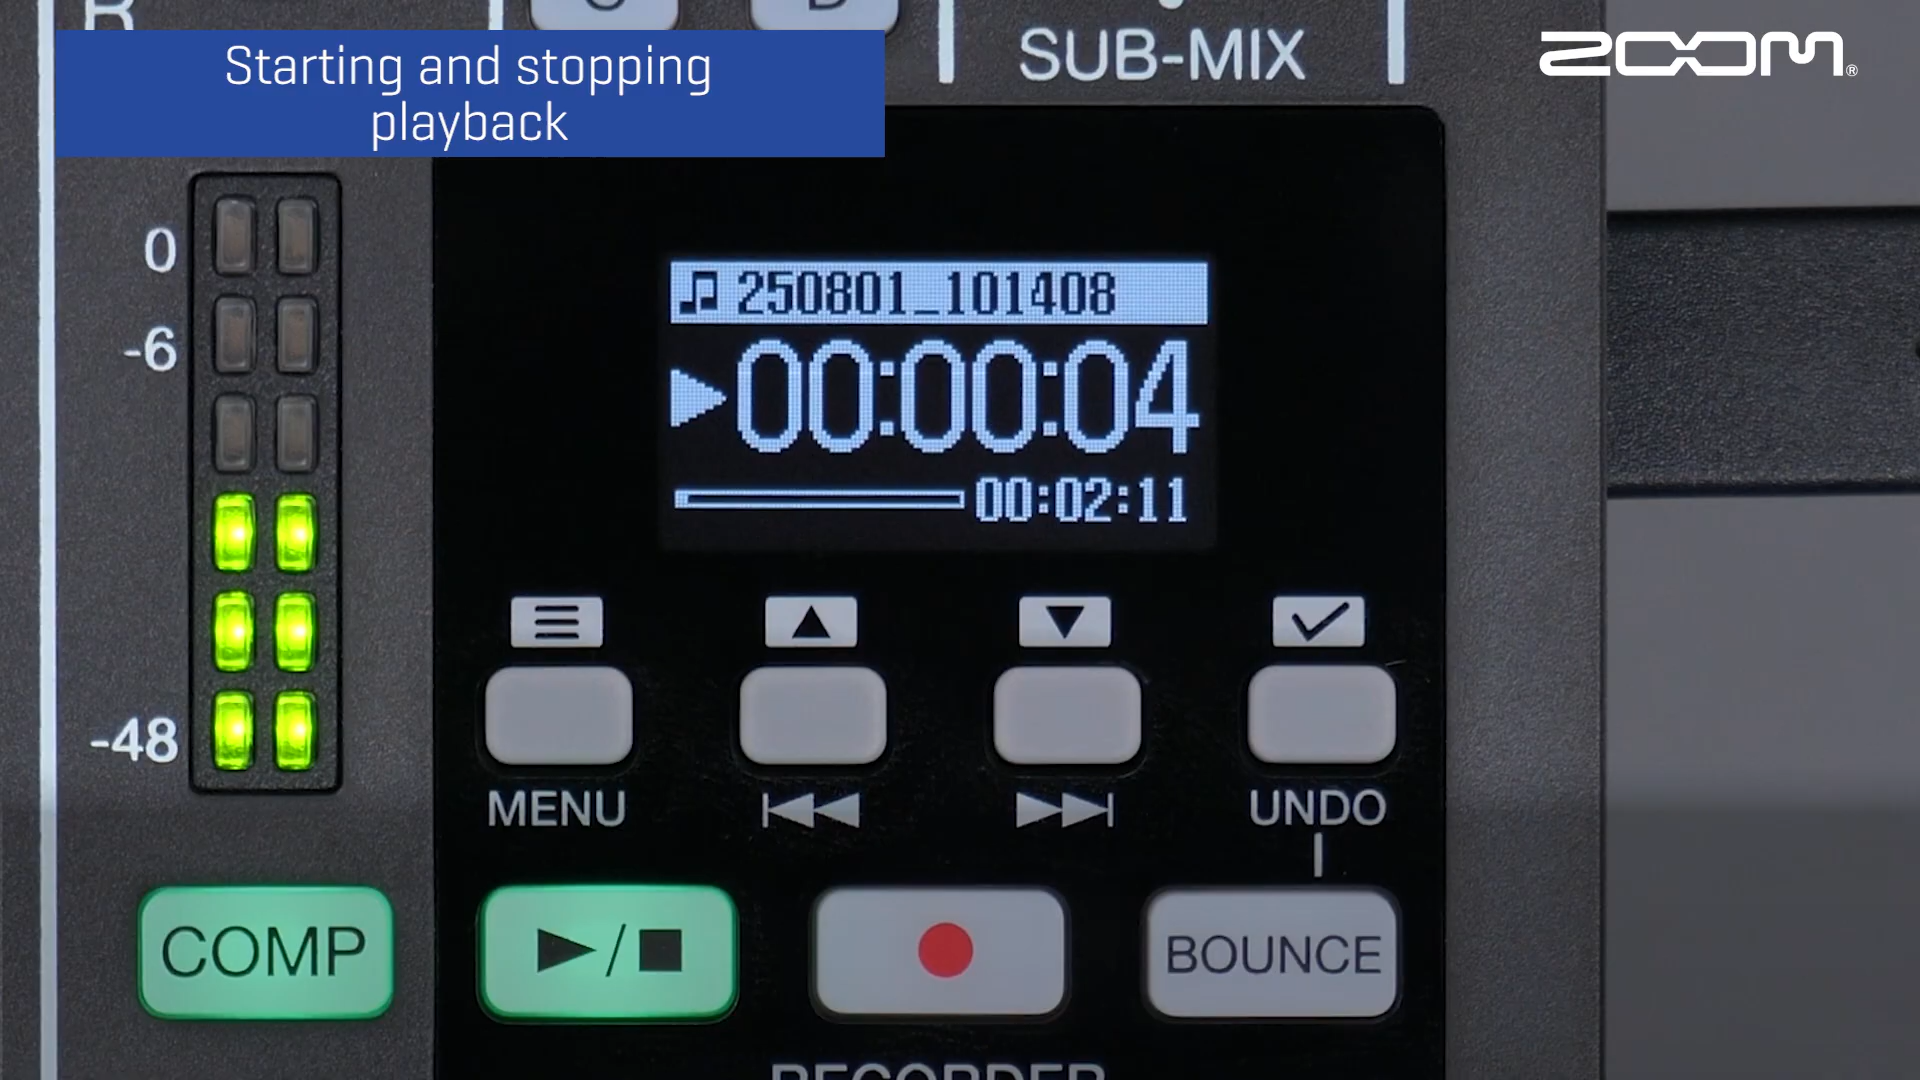 Starting and stopping
playback
ZOOM®
SUB-MIX
0
-6
-48
250801_101408
00:00:04
00:02:11
MENU
UNDO
COMP
BOUNCE
RECORDER